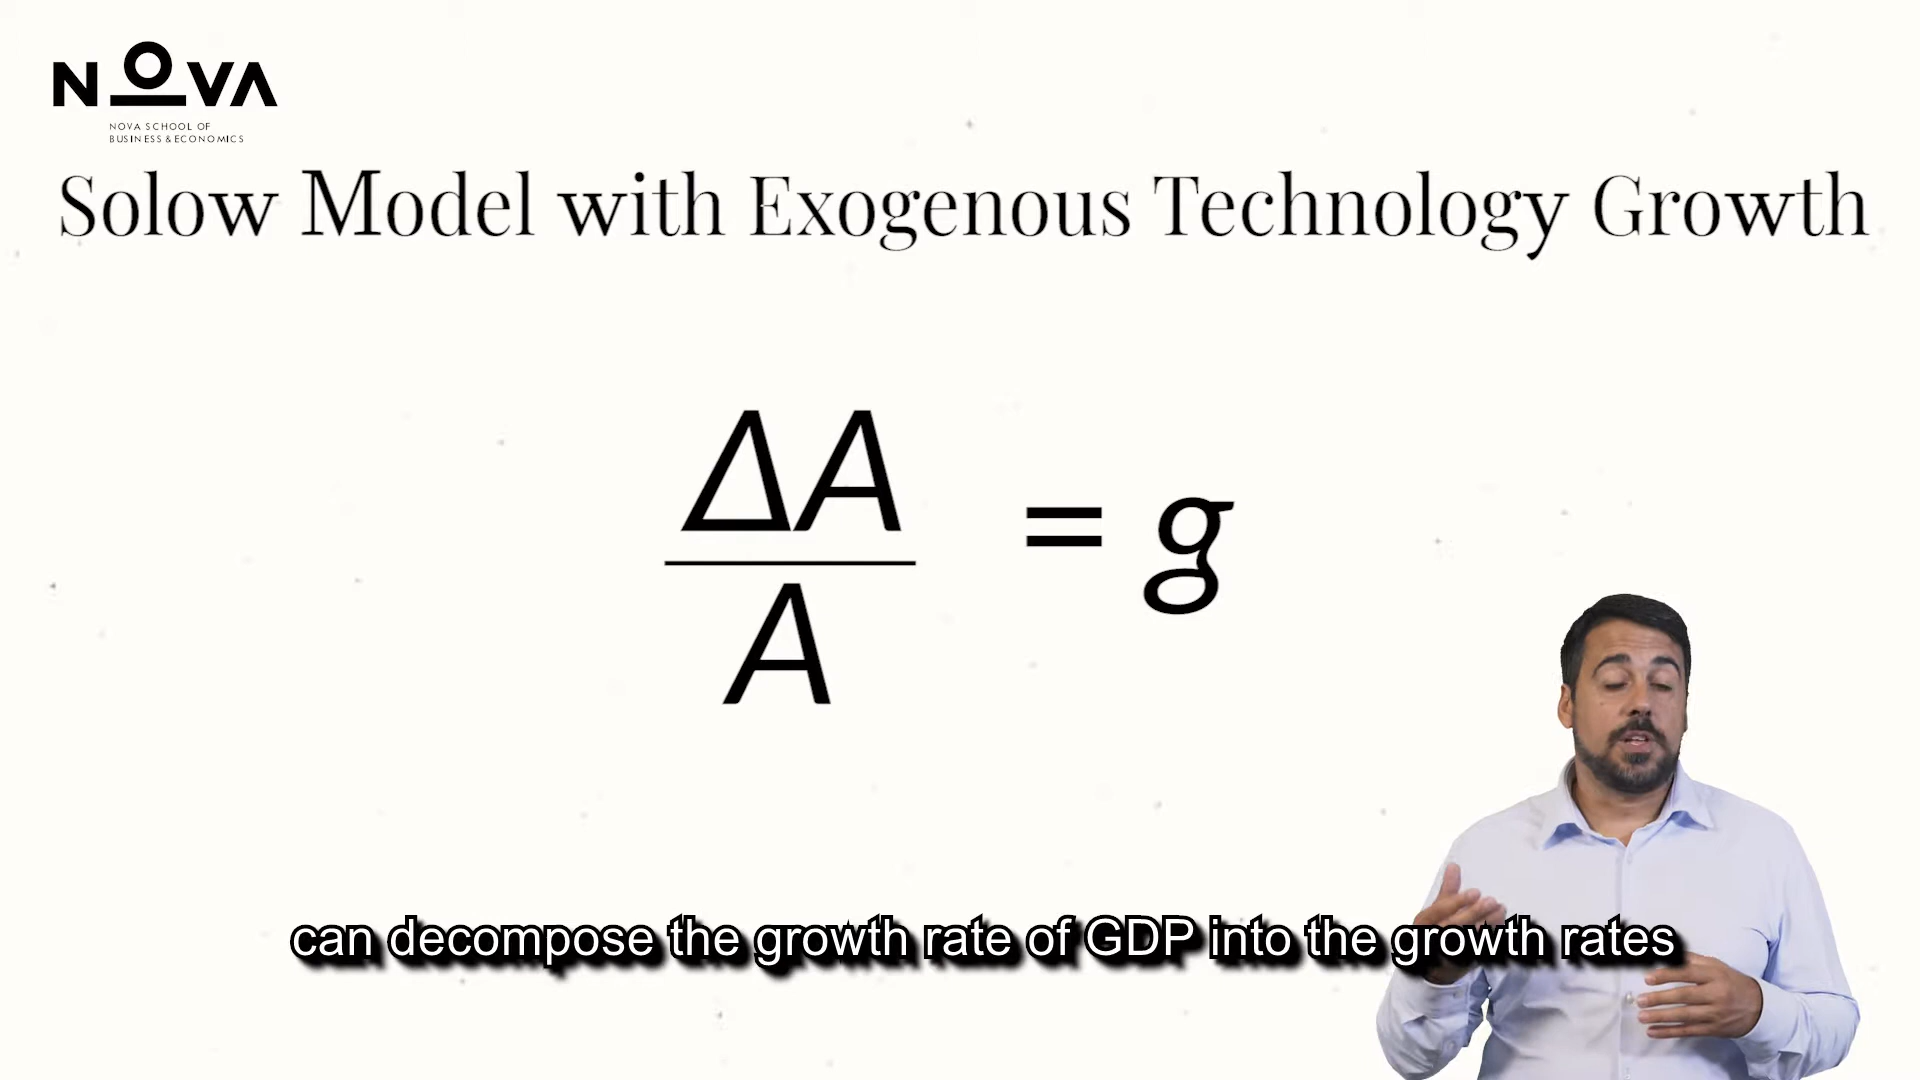 NOVA
NOVA SCHOOL OF
BUSINESS & ECONOMICS
Solow Model with Exogenous Technology Growth
ΔA
A
= g
can decompose the growth rate of GDP into the growth rates